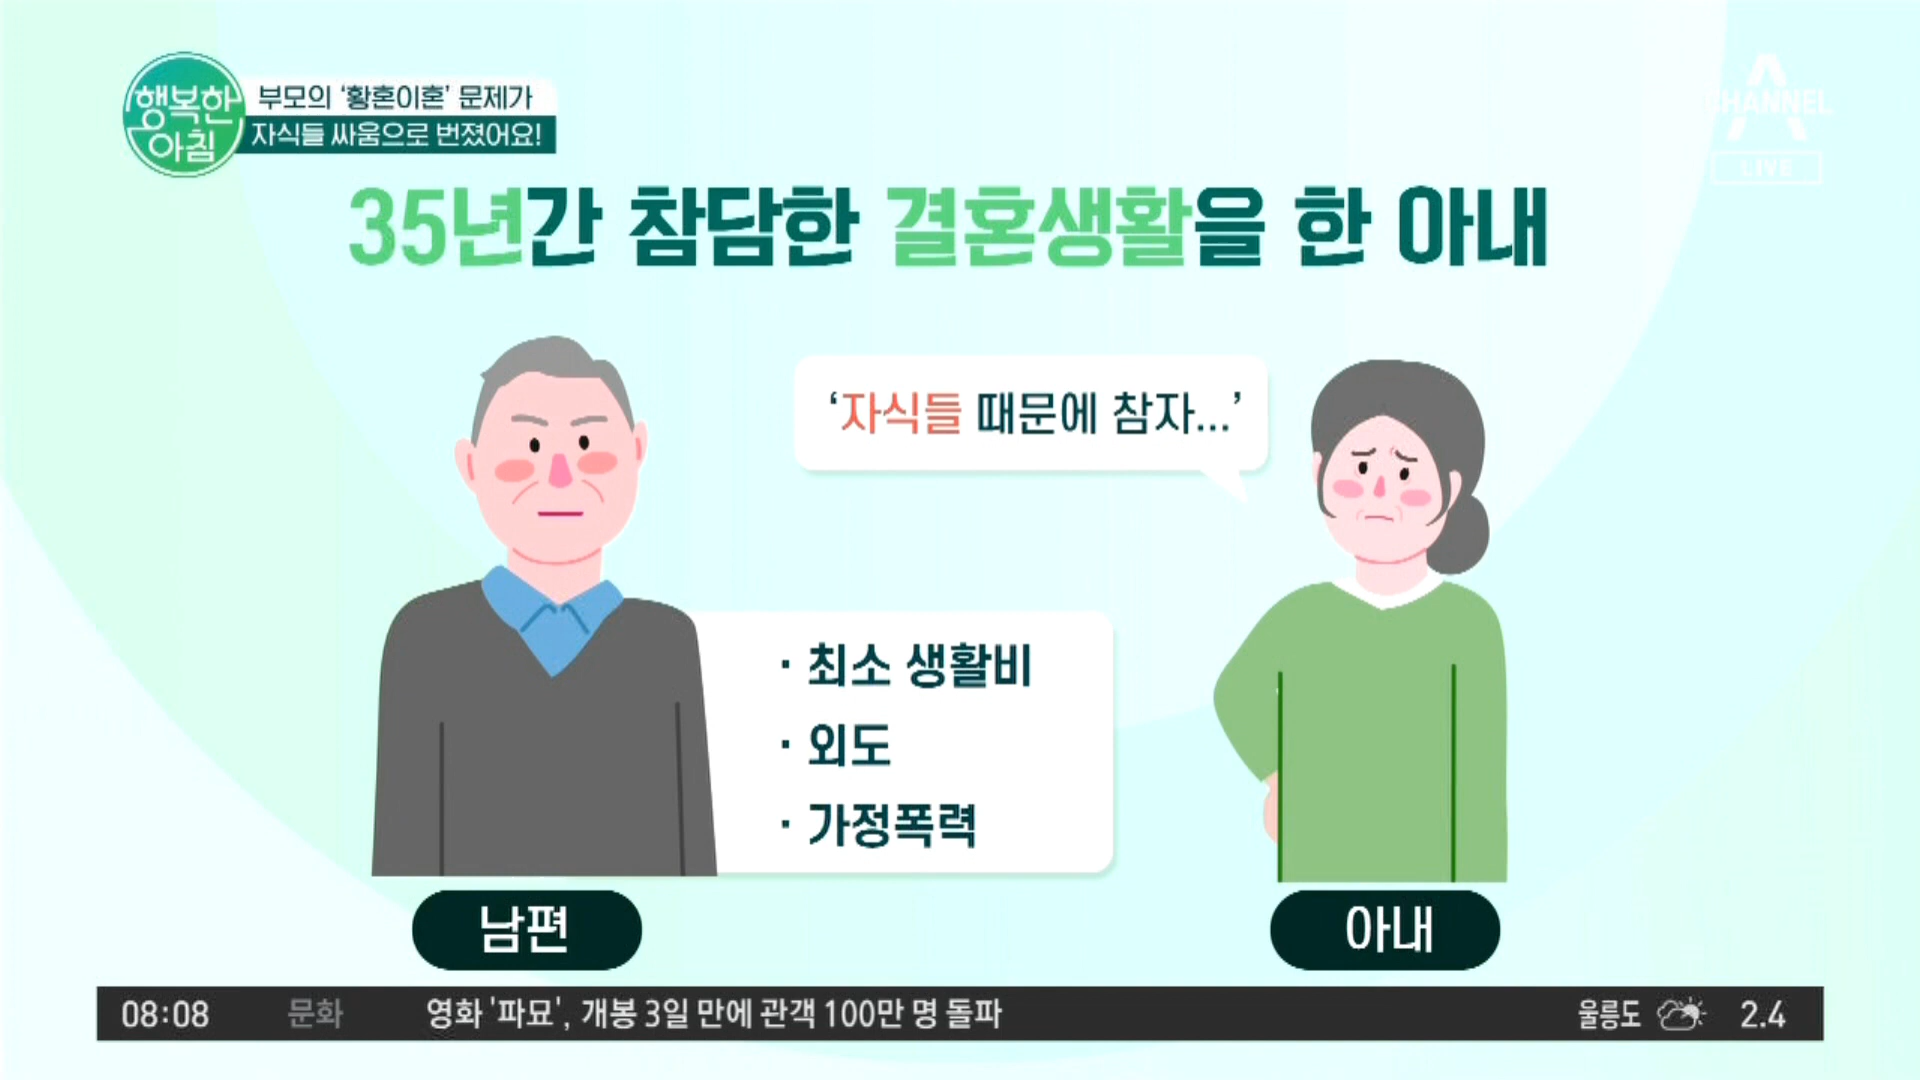 행복한
아침
부모의 ‘황혼이혼’ 문제가
자식들 싸움으로 번졌어요!
CHANNEL A
LIVE
35년간 참담한 결혼생활을 한 아내
‘자식들 때문에 참자...’
· 최소 생활비
· 외도
· 가정폭력
남편
아내
08:08 문화 영화 '파묘', 개봉 3일 만에 관객 100만 명 돌파 울릉도 2.4